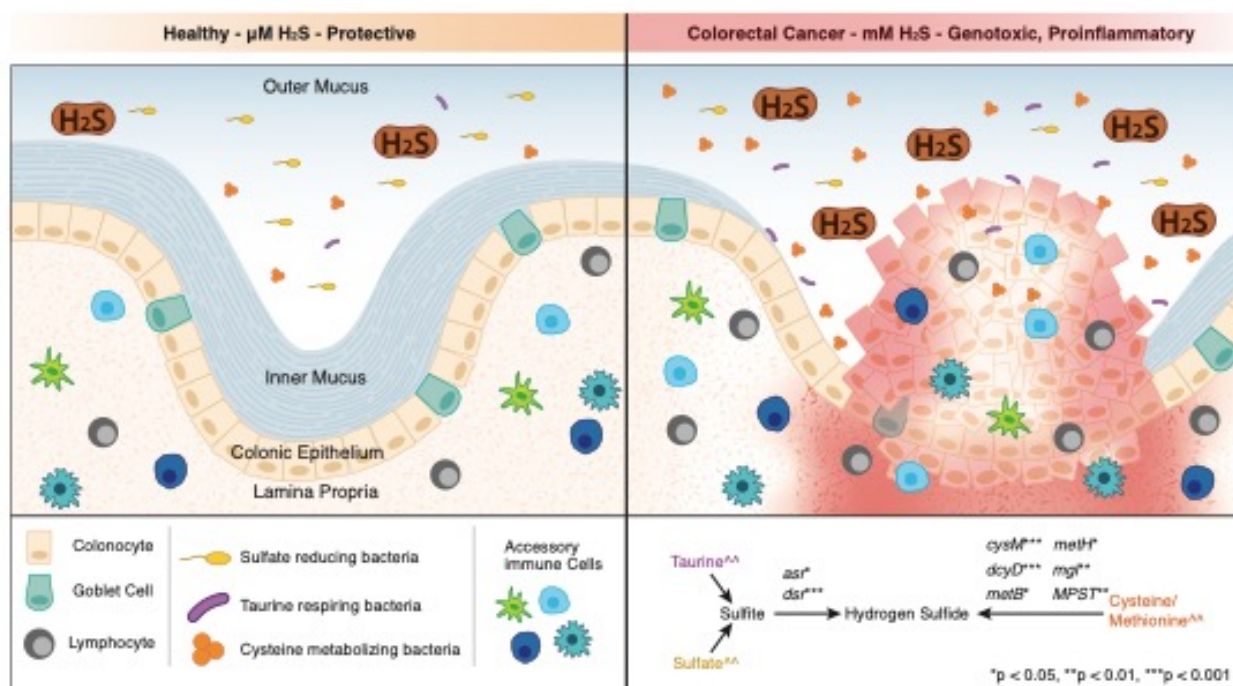 Healthy - µM H₂S - Protective
Colorectal Cancer - mM H₂S - Genotoxic, Proinflammatory
Outer Mucus
H₂S
H₂S
Inner Mucus
Colonic Epithelium
Lamina Propria
H₂S
H₂S
H₂S
H₂S
H₂S
Colonocyte
Goblet Cell
Lymphocyte
Sulfate reducing bacteria
Taurine respiring bacteria
Cysteine metabolizing bacteria
Accessory
immune Cells
Taurine^^
Sulfite
Sulfate^^
asr*
dsr***
Hydrogen Sulfide
cysM*** metH*
dcyD*** mgl**
metB* MPST**
Cysteine/
Methionine^^
*p < 0.05, **p < 0.01, ***p < 0.001